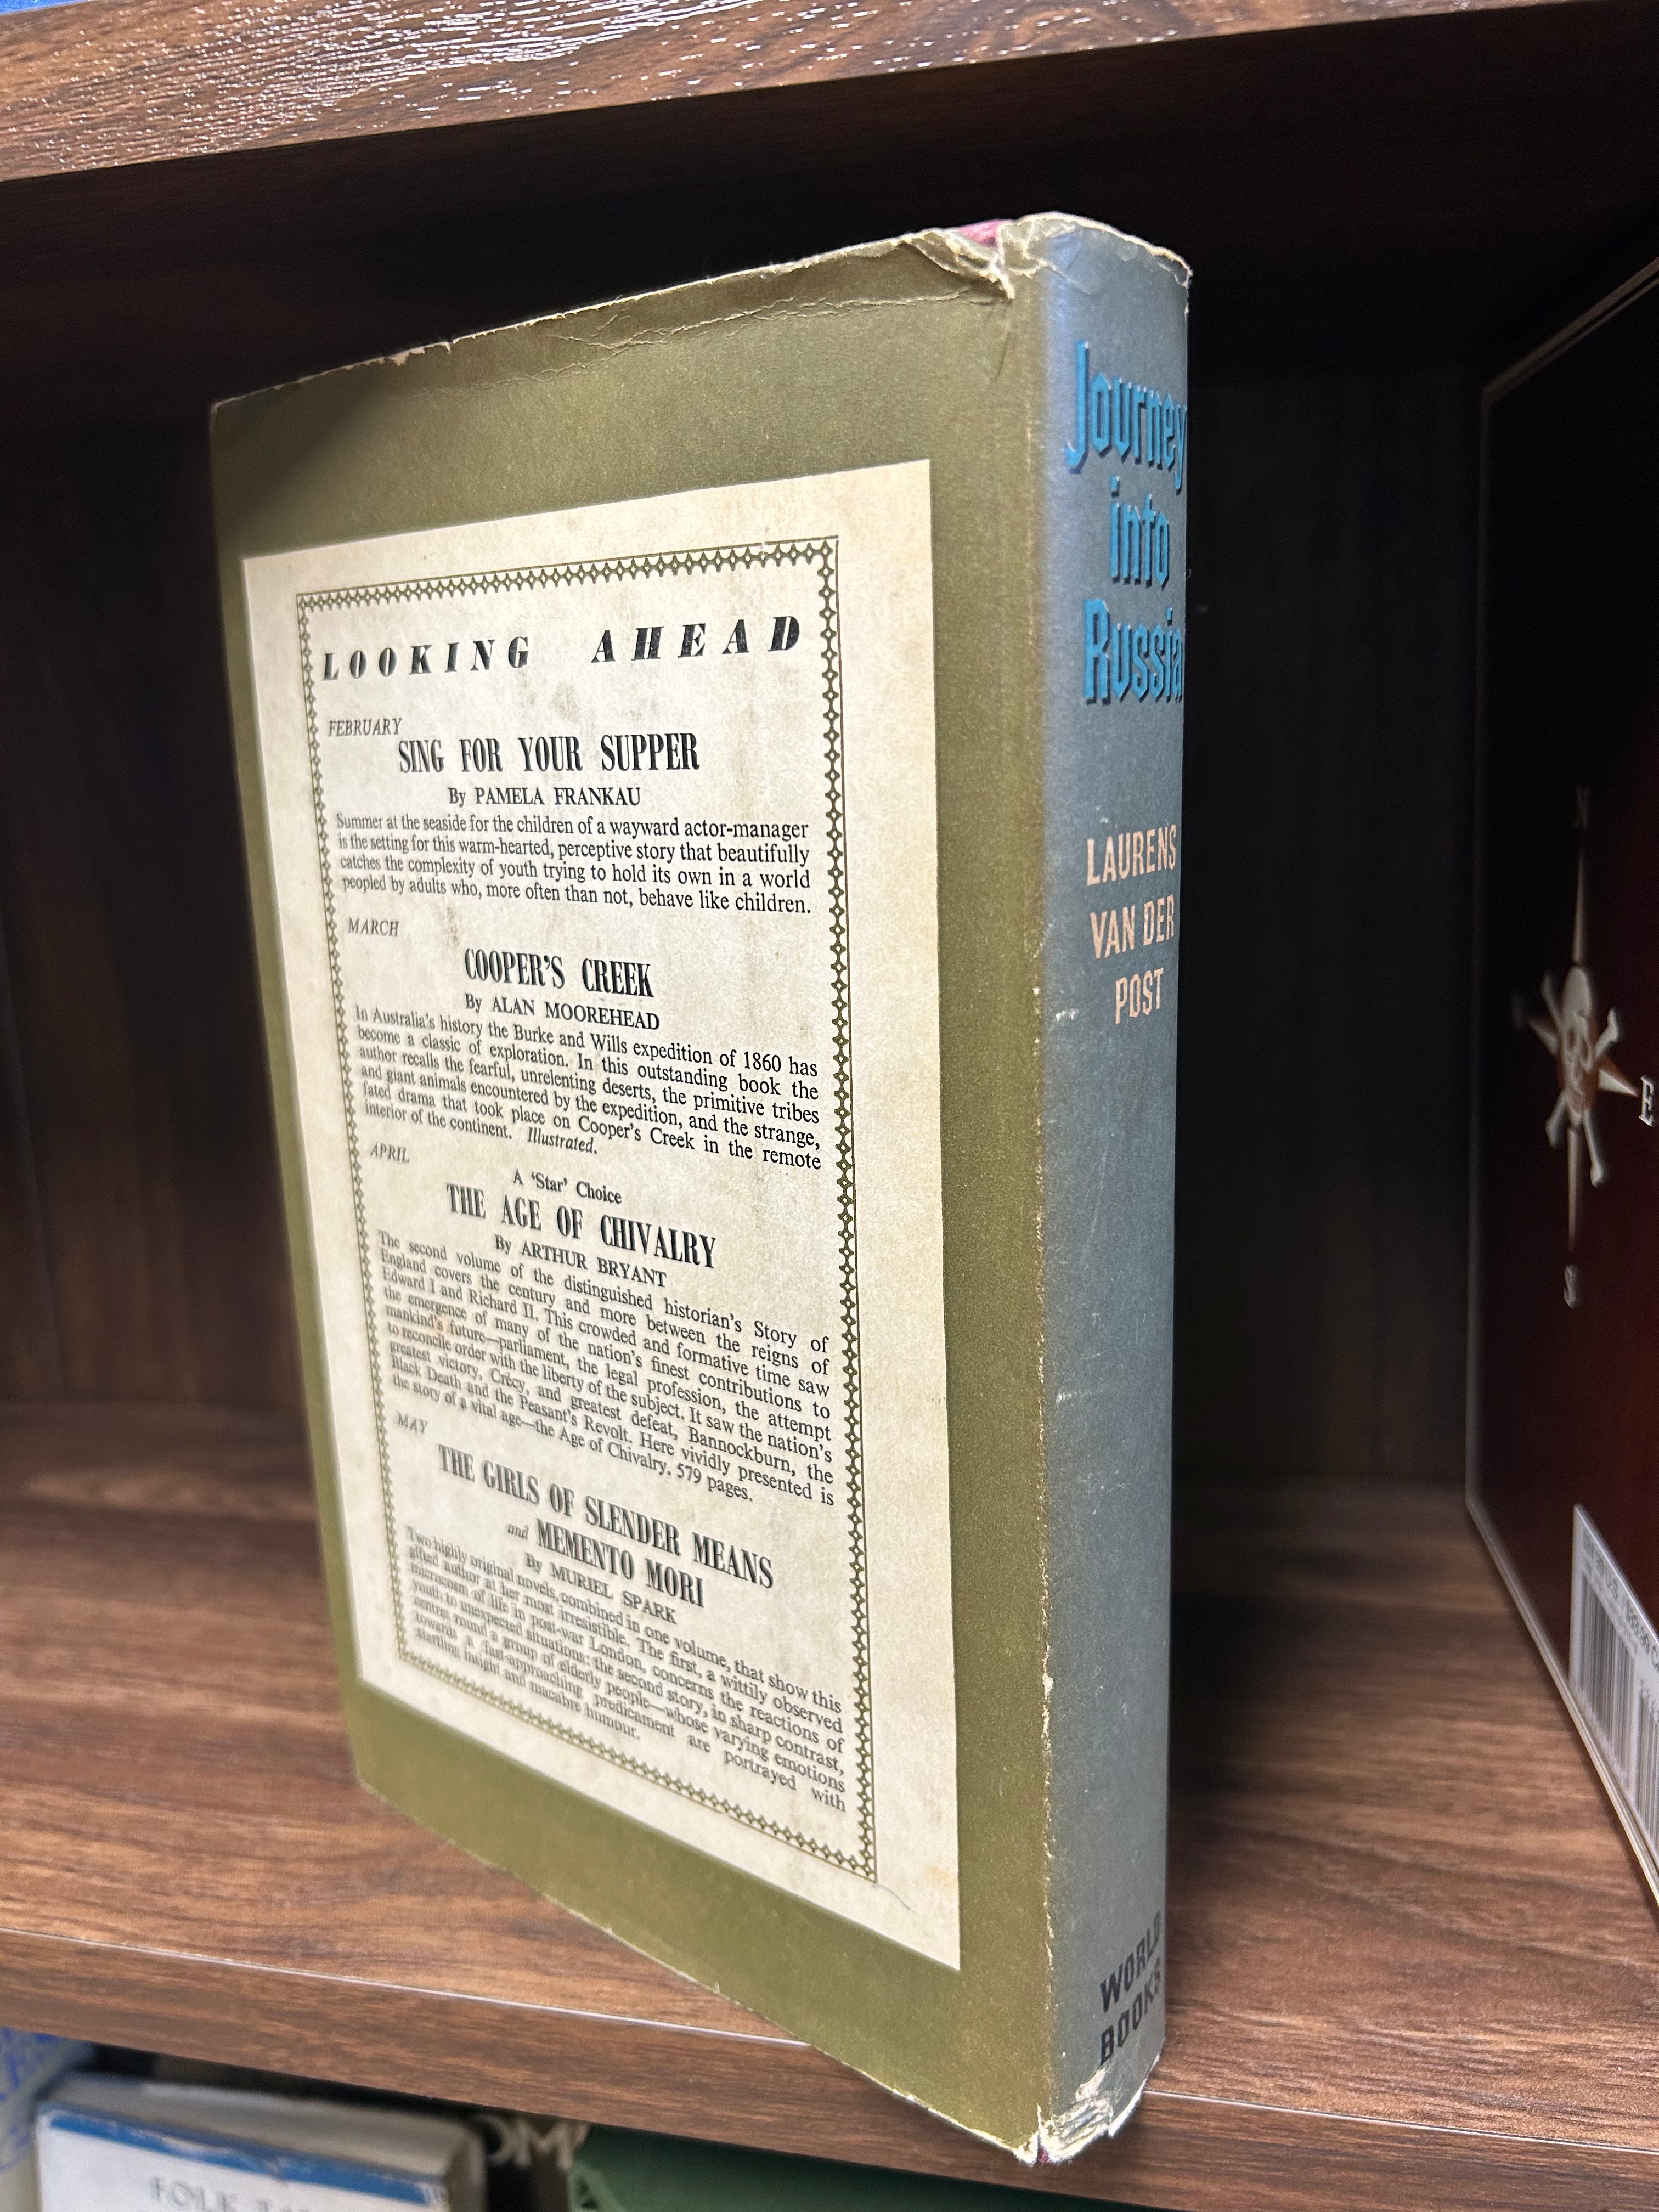 LOOKING AHEAD
FEBRUARY
SING FOR YOUR SUPPER
By PAMELA FRANKAU
Summer at the seaside for the children of a wayward actor-manager
is the setting for this warm-hearted, perceptive story that beautifully
catches the complexity of youth trying to hold its own in a world
peopled by adults who, more often than not, behave like children.
MARCH
COOPER'S CREEK
By ALAN MOOREHEAD
In Australia's history the Burke and Wills expedition of 1860 has
become a classic of exploration. In this outstanding book the
author recalls the fearful, unrelenting deserts, the primitive tribes
and giant animals encountered by the expedition, and the strange,
fated drama that took place on Cooper's Creek in the remote
interior of the continent. Illustrated.
APRIL
A 'Star' Choice
THE AGE OF CHIVALRY
By ARTHUR BRYANT
The second volume of the distinguished historian's Story of
England covers the century and more between the reigns of
Edward I and Richard II. This crowded and formative time saw
the emergence of many of the nation's finest contributions to
mankind's future—parliament, the legal profession, the attempt
to reconcile order with the liberty of the subject. It saw the nation's
greatest victory, Crécy, and greatest defeat, Bannockburn, the
Black Death and the Peasant's Revolt. Here vividly presented is
the story of a vital age—the Age of Chivalry. 579 pages.
MAY
THE GIRLS OF SLENDER MEANS
and MEMENTO MORI
By MURIEL SPARK
Two highly original novels, combined in one volume, that show this
gifted author at her most irresistible. The first, a wittily observed
microcosm of life in post-war London, concerns the reactions of
youth to unexpected situations: the second story, in sharp contrast,
centres round a group of elderly people—whose varying emotions
towards a fast-approaching predicament are portrayed with
startling insight and macabre humour.
Journey
into
Russia
LAURENS
VAN DER
POST
WORLD
BOOKS
N
E
S
FOLK